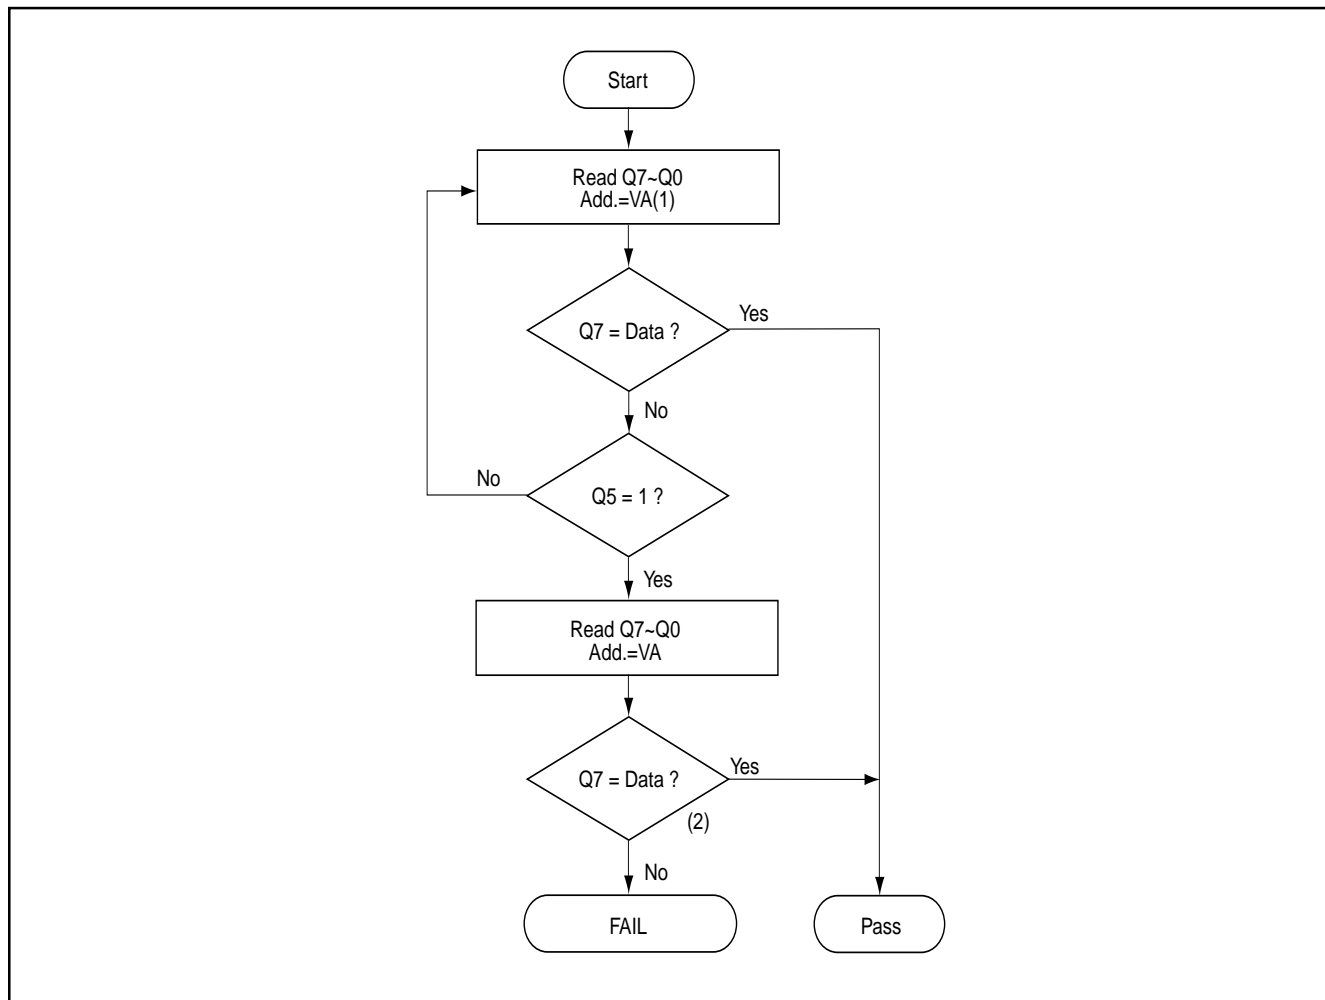 Start
Read Q7~Q0
Add.=VA(1)
Q7 = Data ?
Yes
No
Q5 = 1 ?
No
Yes
Read Q7~Q0
Add.=VA
Q7 = Data ?
Yes
(2)
No
FAIL
Pass